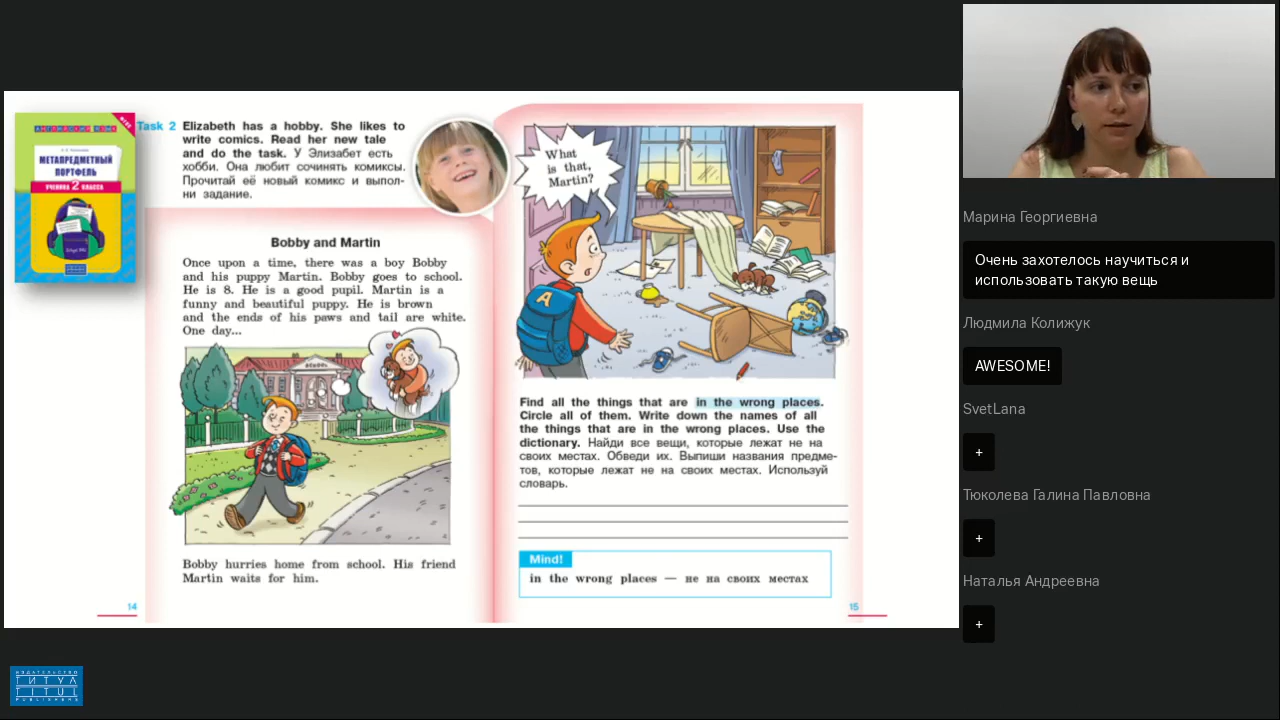 АНГЛИЙСКИЙ ЯЗЫК
МЕТАПРЕДМЕТНЫЙ
ПОРТФЕЛЬ
УЧЕНИКА 2 КЛАССА
Task 2
Elizabeth has a hobby. She likes to
write comics. Read her new tale
and do the task. У Элизабет есть
хобби. Она любит сочинять комиксы.
Прочитай её новый комикс и выпол-
ни задание.
Bobby and Martin
Once upon a time, there was a boy Bobby
and his puppy Martin. Bobby goes to school.
He is 8. He is a good pupil. Martin is a
funny and beautiful puppy. He is brown
and the ends of his paws and tail are white.
One day...
SCHOOL
Bobby hurries home from school. His friend
Martin waits for him.
14
What
is that,
Martin?
A
Find all the things that are in the wrong places.
Circle all of them. Write down the names of all
the things that are in the wrong places. Use the
dictionary. Найди все вещи, которые лежат не на
своих местах. Обведи их. Выпиши названия предме-
тов, которые лежат не на своих местах. Используй
словарь.
Mind!
in the wrong places — не на своих местах
15
Марина Георгиевна
Очень захотелось научиться и
использовать такую вещь
Людмила Колижук
AWESOME!
SvetLana
+
Тюколева Галина Павловна
+
Наталья Андреевна
+
ИЗДАТЕЛЬСТВО
ТИТУЛ
TITUL
PUBLISHERS